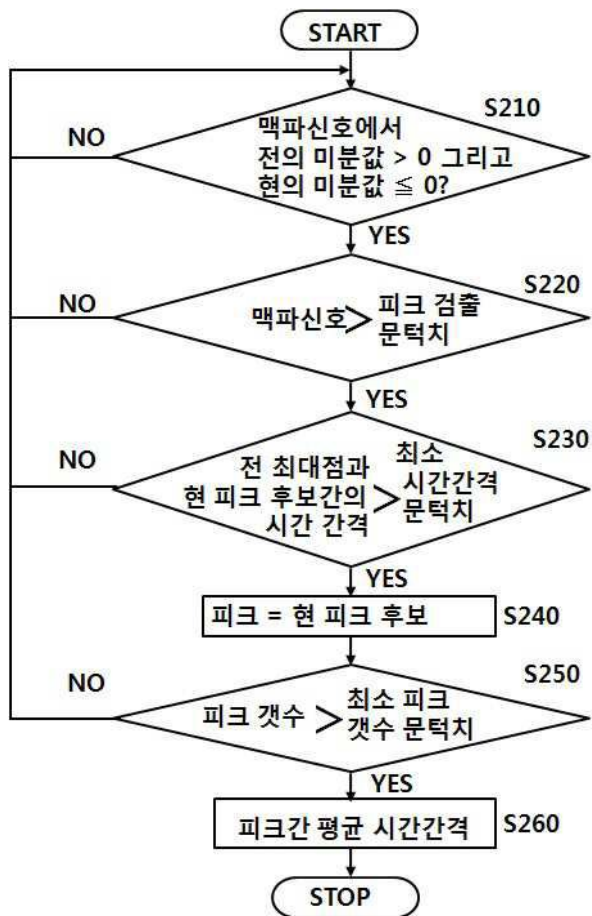 START
S210
NO
맥파신호에서
전의 미분값 > 0 그리고
현의 미분값 ≦ 0?
YES
S220
NO
맥파신호 > 피크 검출
문턱치
YES
S230
NO
전 최대점과
현 피크 후보간의
시간 간격
>
최소
시간간격
문턱치
YES
피크 = 현 피크 후보
S240
S250
NO
피크 갯수 > 최소 피크
갯수 문턱치
YES
피크간 평균 시간간격
S260
STOP